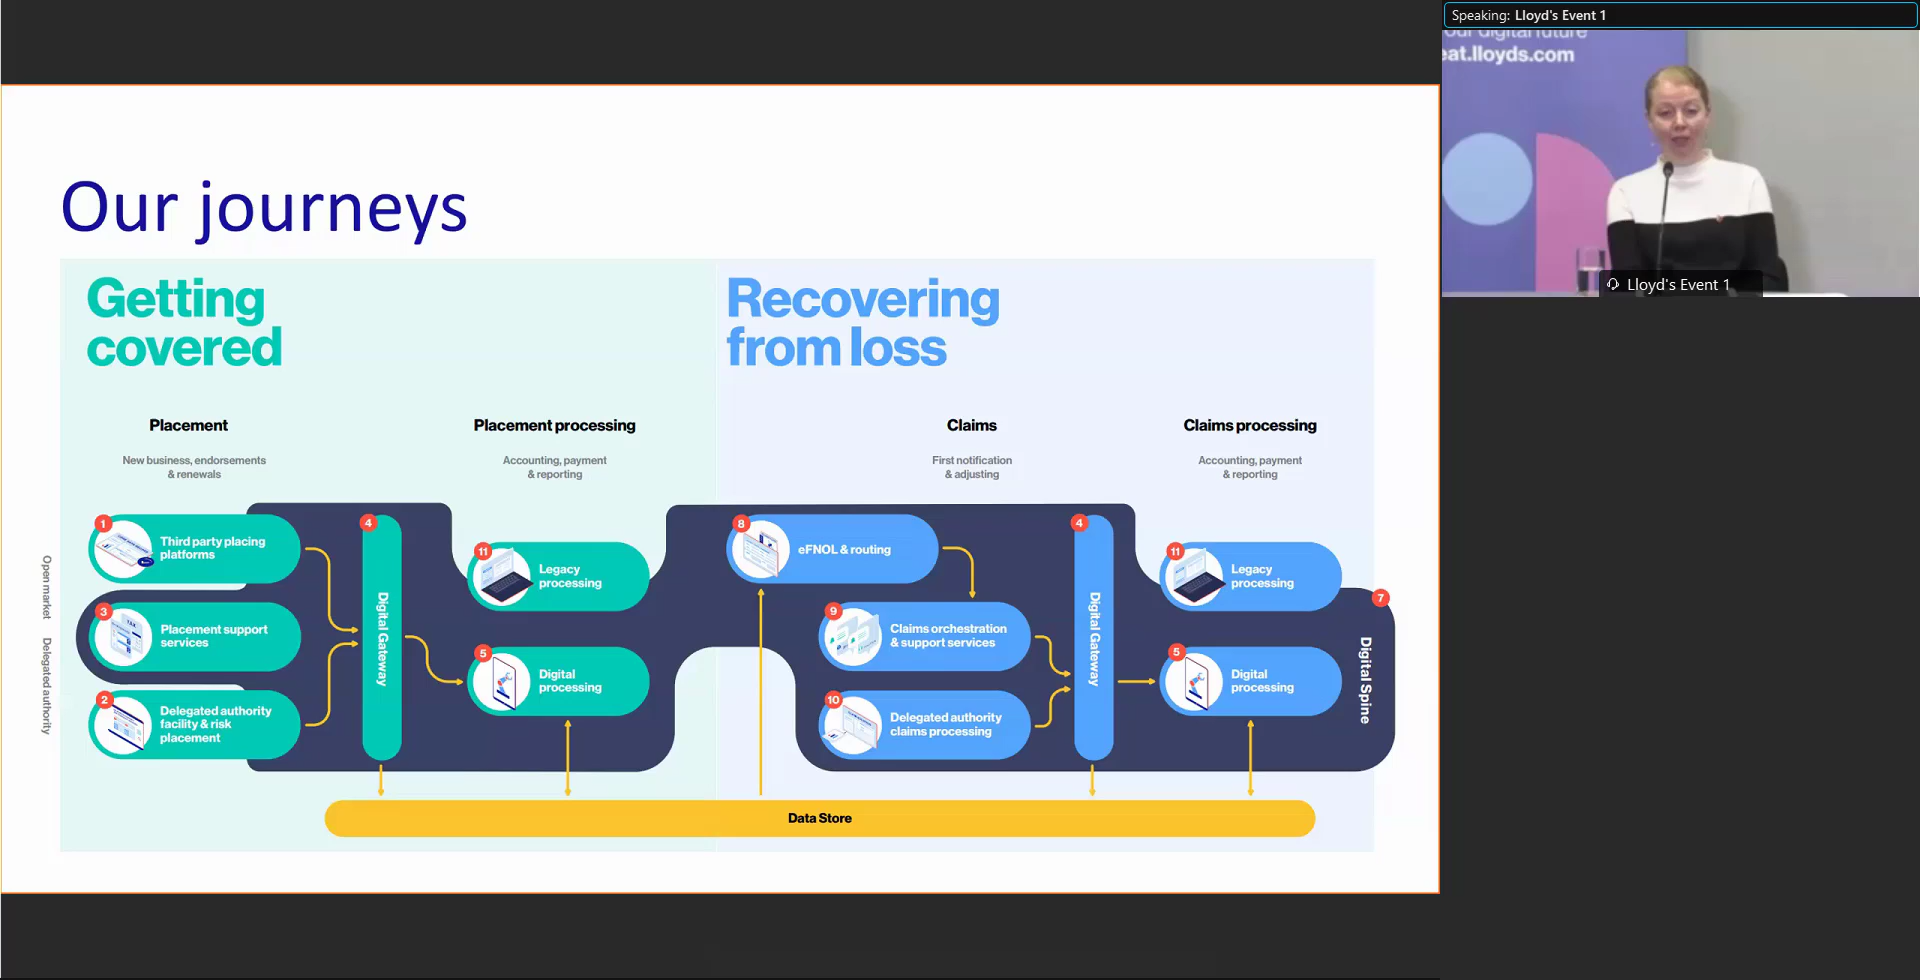 Speaking: Lloyd's Event 1
our digital future
eat.lloyds.com
Lloyd's Event 1
Our journeys
Getting
covered
Recovering
from loss
Placement
New business, endorsements
& renewals
Placement processing
Accounting, payment
& reporting
Claims
First notification
& adjusting
Claims processing
Accounting, payment
& reporting
Open market
Delegated authority
1
Third party placing
platforms
3
Placement support
services
2
Delegated authority
facility & risk
placement
4
Digital Gateway
11
Legacy
processing
5
Digital
processing
8
eFNOL & routing
9
Claims orchestration
& support services
10
Delegated authority
claims processing
4
Digital Gateway
11
Legacy
processing
5
Digital
processing
7
Digital Spine
Data Store